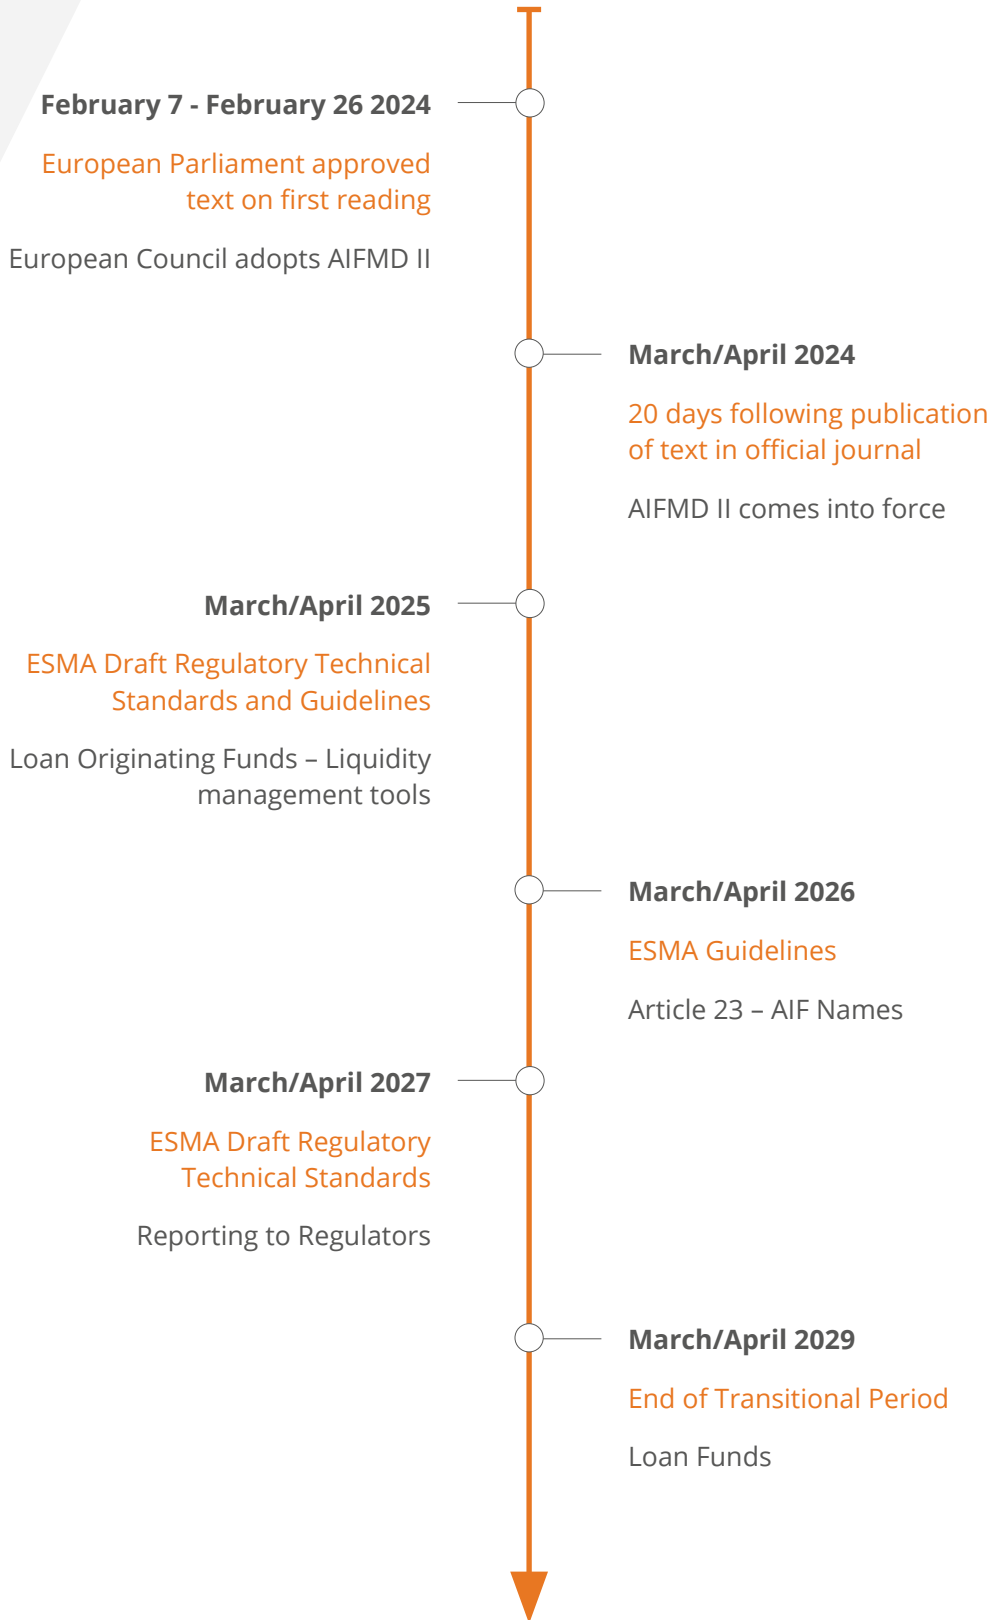 February 7 - February 26 2024
European Parliament approved
text on first reading
European Council adopts AIFMD II
March/April 2024
20 days following publication
of text in official journal
AIFMD II comes into force
March/April 2025
ESMA Draft Regulatory Technical
Standards and Guidelines
Loan Originating Funds – Liquidity
management tools
March/April 2026
ESMA Guidelines
Article 23 – AIF Names
March/April 2027
ESMA Draft Regulatory
Technical Standards
Reporting to Regulators
March/April 2029
End of Transitional Period
Loan Funds